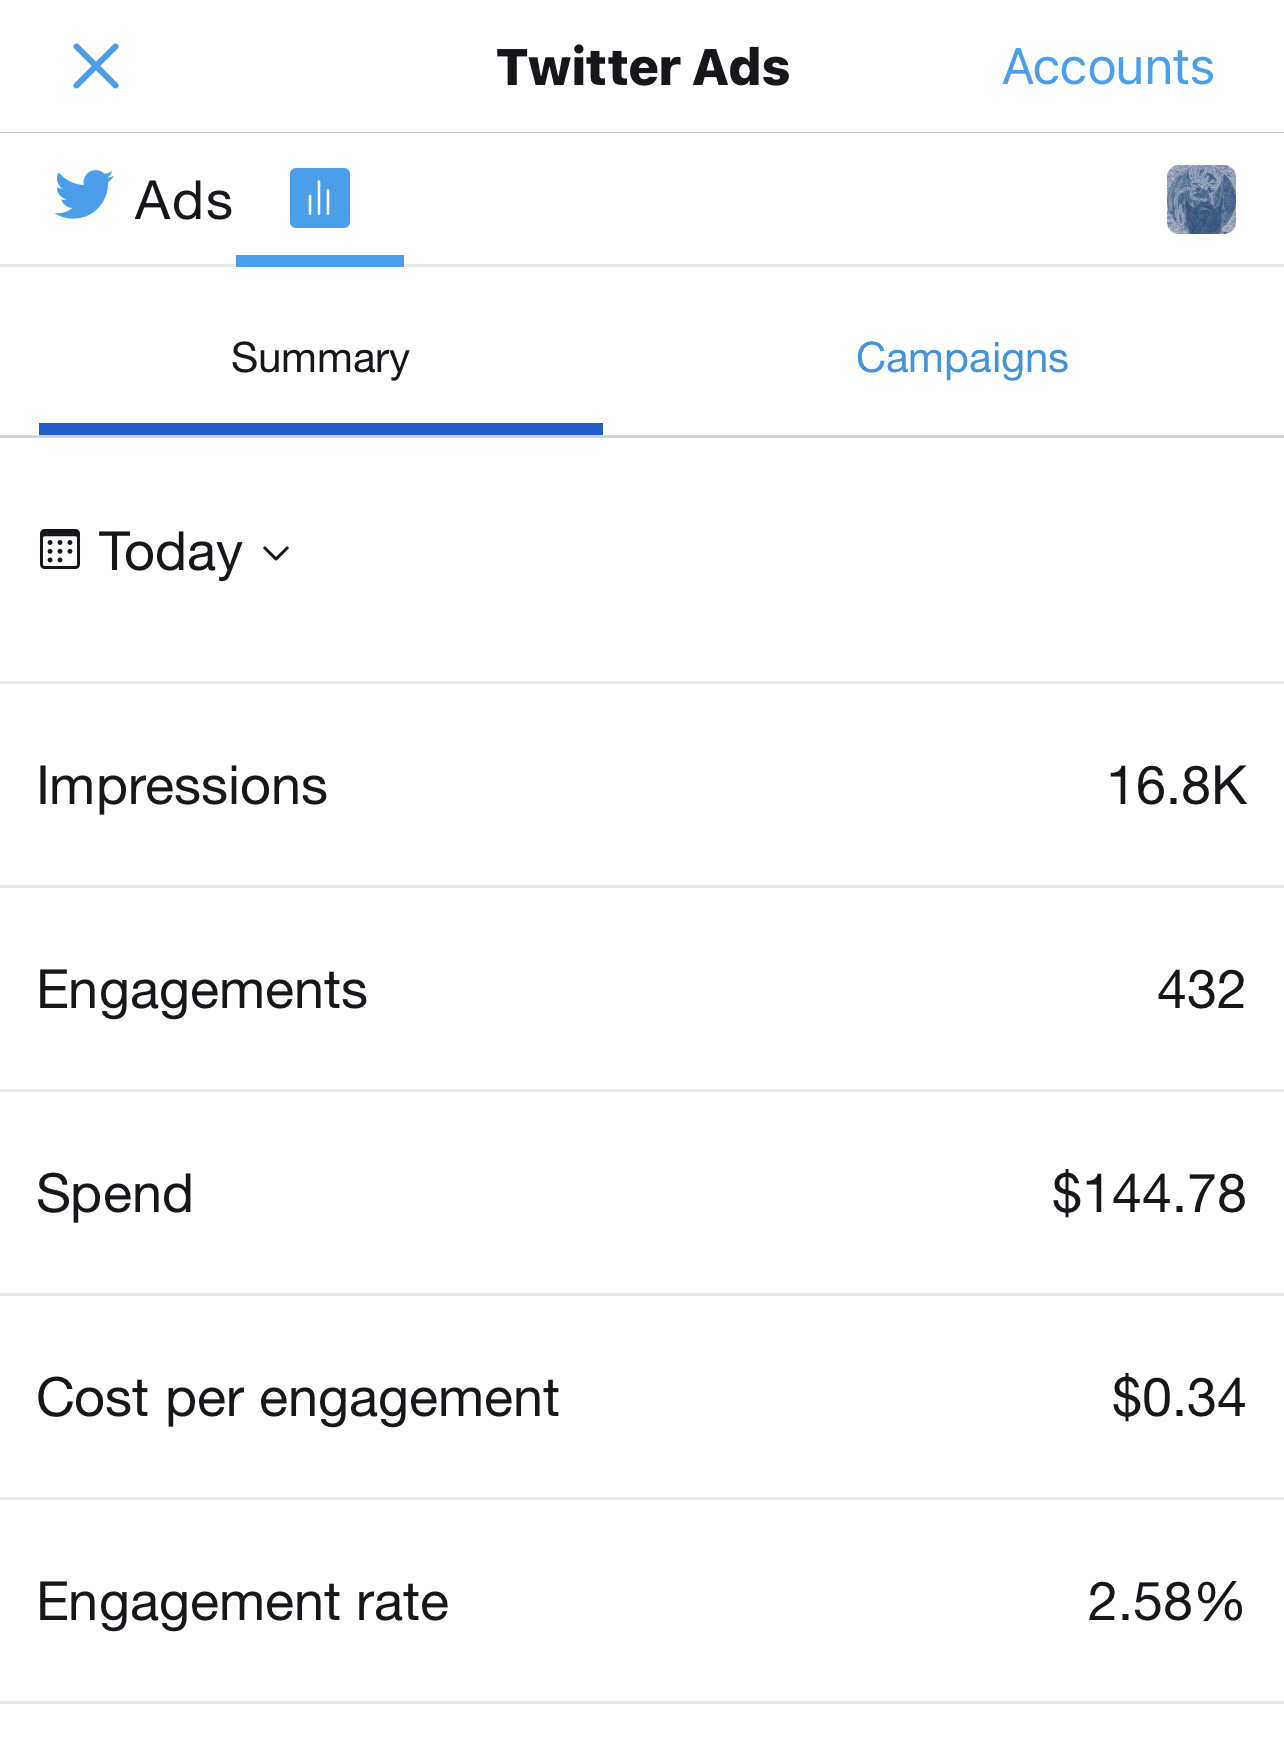 Twitter Ads
Accounts
Ads
Summary
Campaigns
Today
Impressions 16.8K
Engagements 432
Spend $144.78
Cost per engagement $0.34
Engagement rate 2.58%